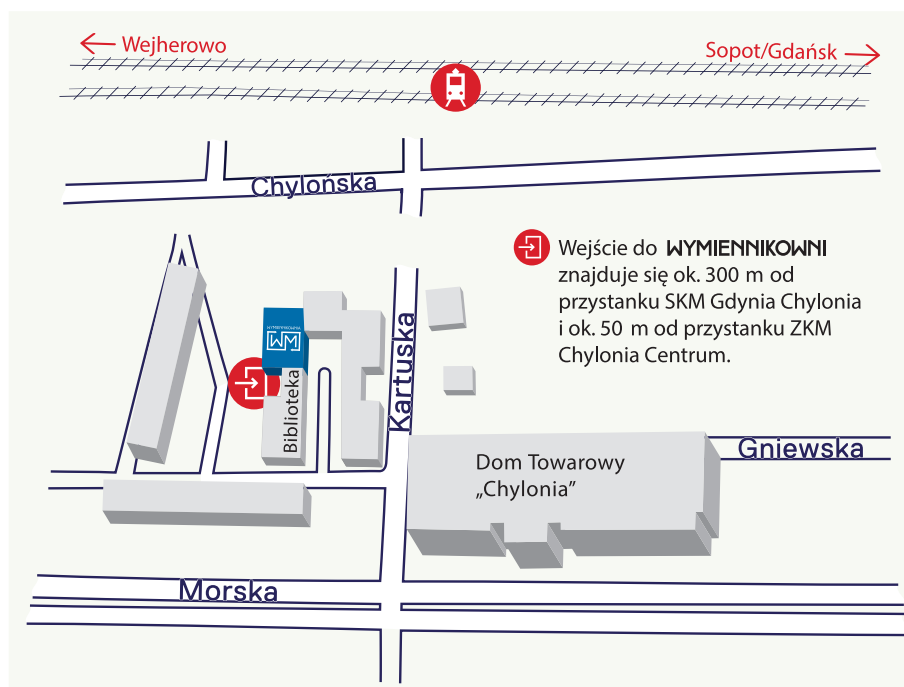 Wejherowo
Sopot/Gdańsk
Chylońska
Wejście do WYMIENNIKOWNI
znajduje się ok. 300 m od
przystanku SKM Gdynia Chylonia
i ok. 50 m od przystanku ZKM
Chylonia Centrum.
WYMIENNIKOWNIA
WM
Kartuska
Biblioteka
Gniewska
Dom Towarowy
„Chylonia”
Morska